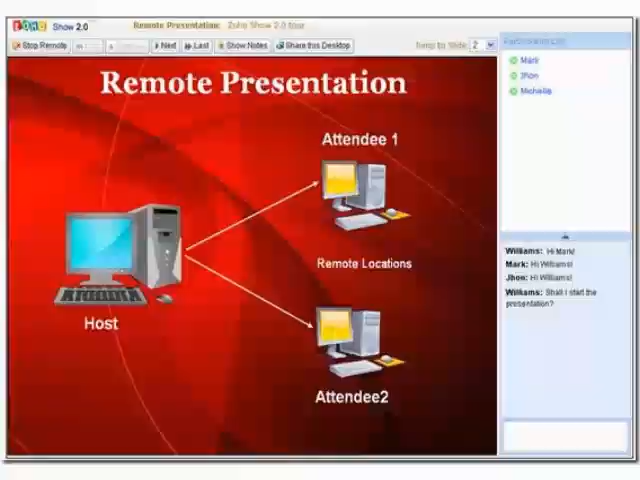 ZOHO Show 2.0
Remote Presentation: Zoho Show 2.0 tour
Stop Remote Next Last Show Notes Share this Desktop Jump to Slide 2
Participants List
Remote Presentation
Mark
Jhon
Michelle
Attendee 1
Host
Remote Locations
Attendee2
Williams: Hi Mark!
Mark: Hi Williams!
Jhon: Hi Williams!
Williams: Shall I start the
presentation?